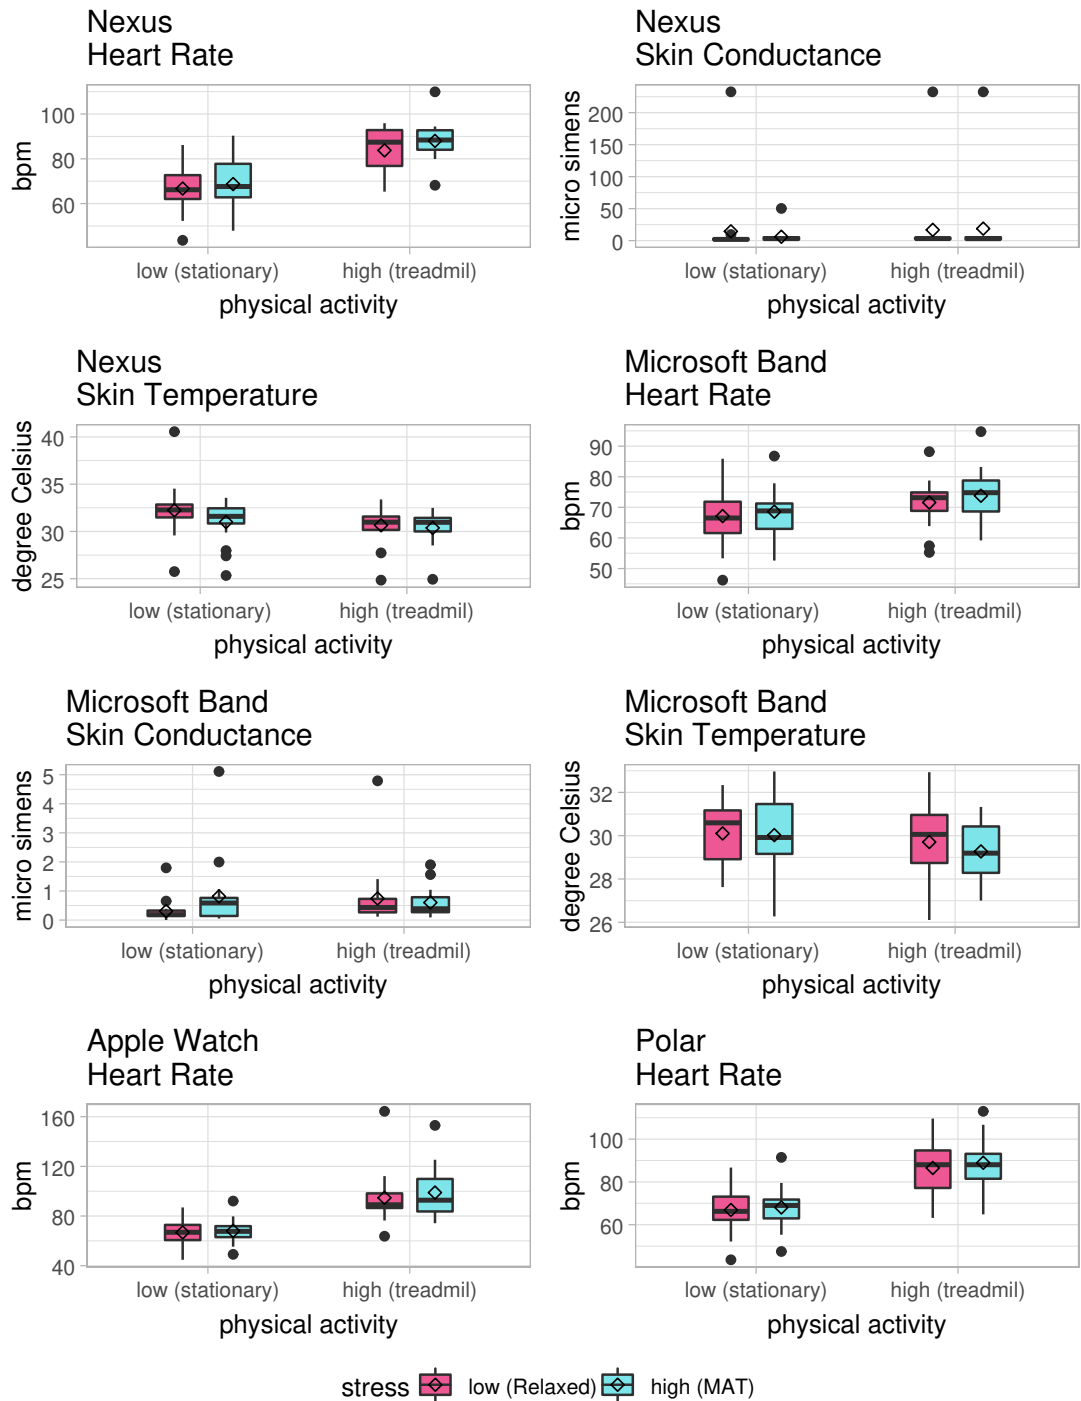 Nexus
Heart Rate
bpm
100
80
60
low (stationary)
high (treadmil)
physical activity
Nexus
Skin Conductance
micro simens
200
150
100
50
0
low (stationary)
high (treadmil)
physical activity
Nexus
Skin Temperature
degree Celsius
40
35
30
25
low (stationary)
high (treadmil)
physical activity
Microsoft Band
Heart Rate
bpm
90
80
70
60
50
low (stationary)
high (treadmil)
physical activity
Microsoft Band
Skin Conductance
micro simens
5
4
3
2
1
0
low (stationary)
high (treadmil)
physical activity
Microsoft Band
Skin Temperature
degree Celsius
32
30
28
26
low (stationary)
high (treadmil)
physical activity
Apple Watch
Heart Rate
bpm
160
120
80
40
low (stationary)
high (treadmil)
physical activity
Polar
Heart Rate
bpm
100
80
60
low (stationary)
high (treadmil)
physical activity
stress low (Relaxed) high (MAT)